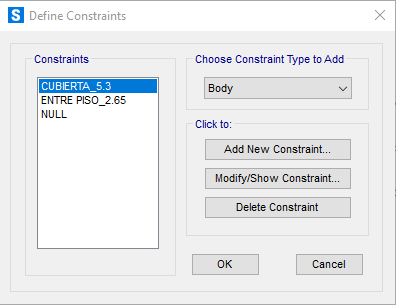 Define Constraints
Constraints
CUBIERTA_5.3
ENTRE PISO_2.65
NULL
Choose Constraint Type to Add
Body
Click to:
Add New Constraint...
Modify/Show Constraint...
Delete Constraint
OK
Cancel